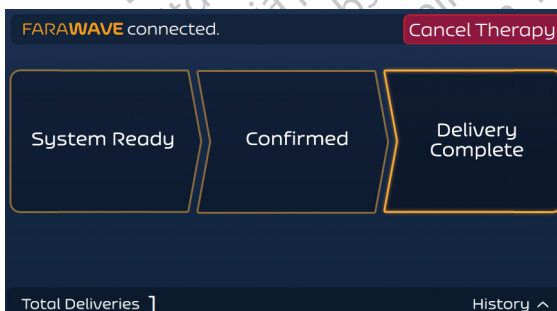 FARAWAVE connected.
Cancel Therapy
System Ready
Confirmed
Delivery
Complete
Total Deliveries 1
History